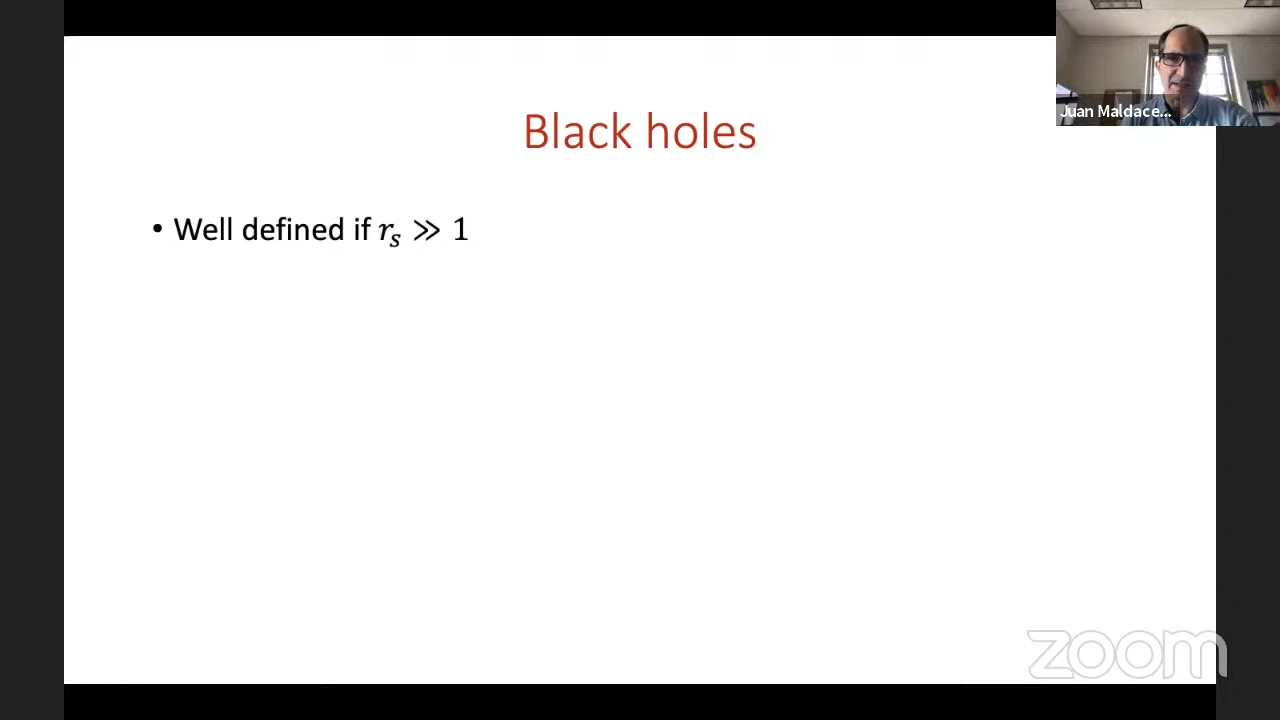 Juan Maldace...
Black holes
• Well defined if 𝑟ₛ ≫ 1
zoom